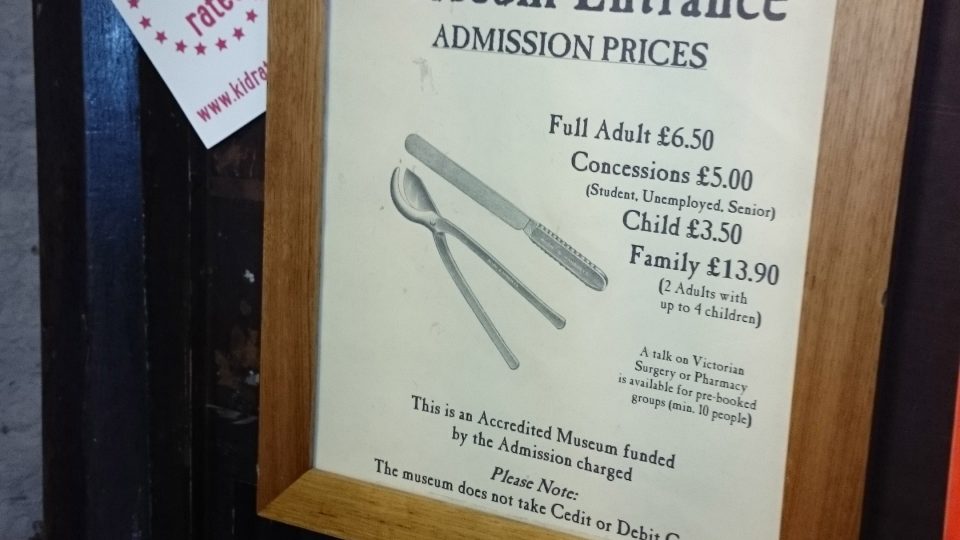 rate
www.kidrat
Entrance
ADMISSION PRICES
Full Adult £6.50
Concessions £5.00
(Student, Unemployed, Senior)
Child £3.50
Family £13.90
(2 Adults with
up to 4 children)
A talk on Victorian
Surgery or Pharmacy
is available for pre-booked
groups (min. 10 people)
This is an Accredited Museum funded
by the Admission charged
Please Note:
The museum does not take Cedit or Debit